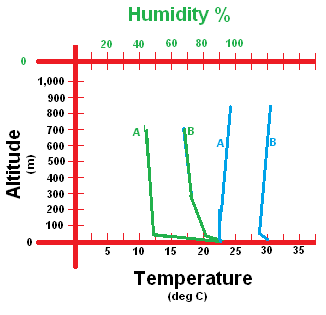 Humidity %
20 40 60 80 100
0
1,000
900
800
700
600
500
400
300
200
100
0
Altitude
(m)
A
B
A
B
5 10 15 20 25 30 35
Temperature
(deg C)